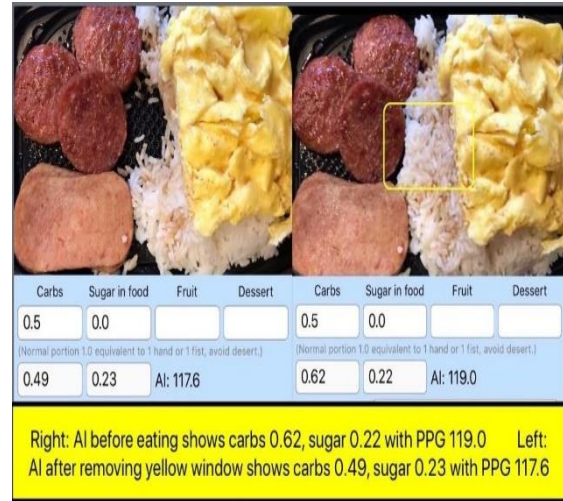 Carbs Sugar in food Fruit Dessert
0.5 0.0
(Normal portion 1.0 equivalent to 1 hand or 1 fist, avoid desert.)
0.49 0.23 AI: 117.6
Carbs Sugar in food Fruit Dessert
0.5 0.0
(Normal portion 1.0 equivalent to 1 hand or 1 fist, avoid desert.)
0.62 0.22 AI: 119.0
Right: AI before eating shows carbs 0.62, sugar 0.22 with PPG 119.0 Left:
AI after removing yellow window shows carbs 0.49, sugar 0.23 with PPG 117.6